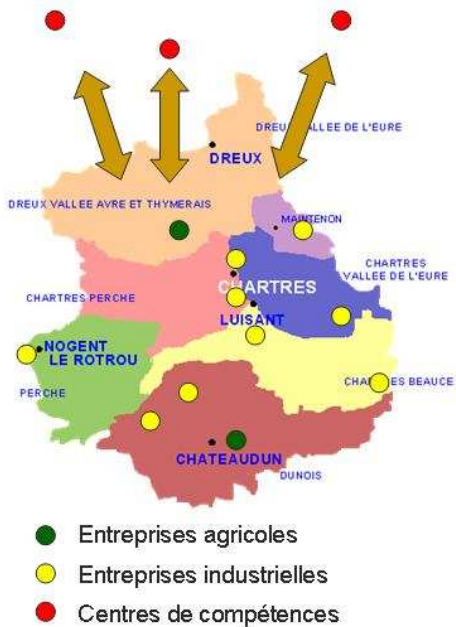 DREUX VALLEE DE L'EURE
DREUX
DREUX VALLEE AVRE ET THYMERAIS
MAINTENON
CHARTRES
VALLEE DE L'EURE
CHARTRES
CHARTRES PERCHE
LUISANT
NOGENT
LE ROTROU
PERCHE
BEAUCE
CHATEAUDUN
DUNOIS
Entreprises agricoles
Entreprises industrielles
Centres de compétences